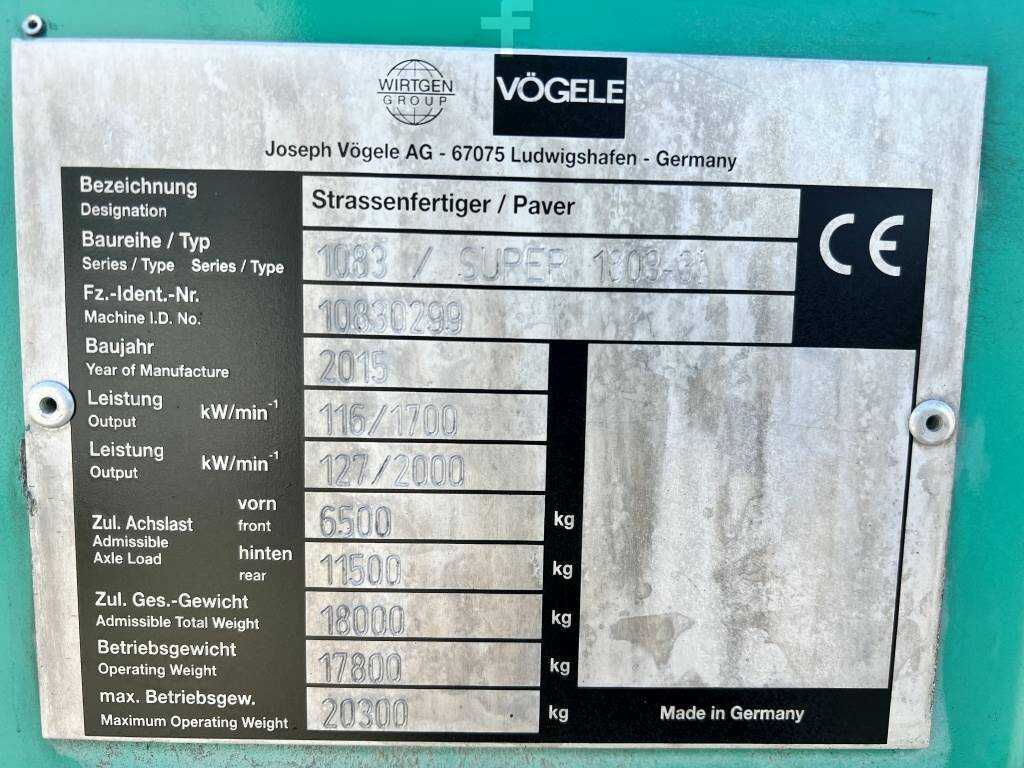 WIRTGEN
GROUP
VÖGELE
Joseph Vögele AG - 67075 Ludwigshafen - Germany
Bezeichnung
Designation
Strassenfertiger / Paver
CE
Baureihe / Typ
Series / Type Series / Type
1083 / SUPER
Fz.-Ident.-Nr.
Machine I.D. No.
10830299
Baujahr
Year of Manufacture
2015
Leistung kW/min⁻¹
Output
116/1700
Leistung kW/min⁻¹
Output
127/2000
Zul. Achslast
Admissible
Axle Load
vorn
front
6500 kg
hinten
rear
11500 kg
Zul. Ges.-Gewicht
Admissible Total Weight
18000 kg
Betriebsgewicht
Operating Weight
17800 kg
max. Betriebsgew.
Maximum Operating Weight
20300 kg
Made in Germany